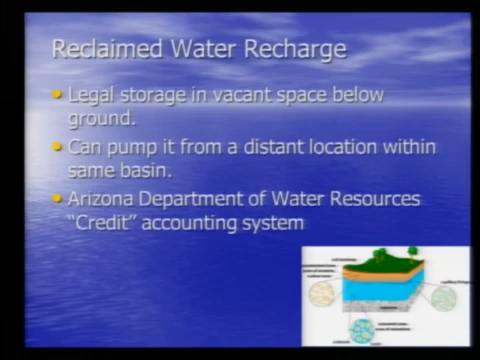 Reclaimed Water Recharge
Legal storage in vacant space below
ground.
Can pump it from a distant location within
same basin.
Arizona Department of Water Resources
"Credit" accounting system